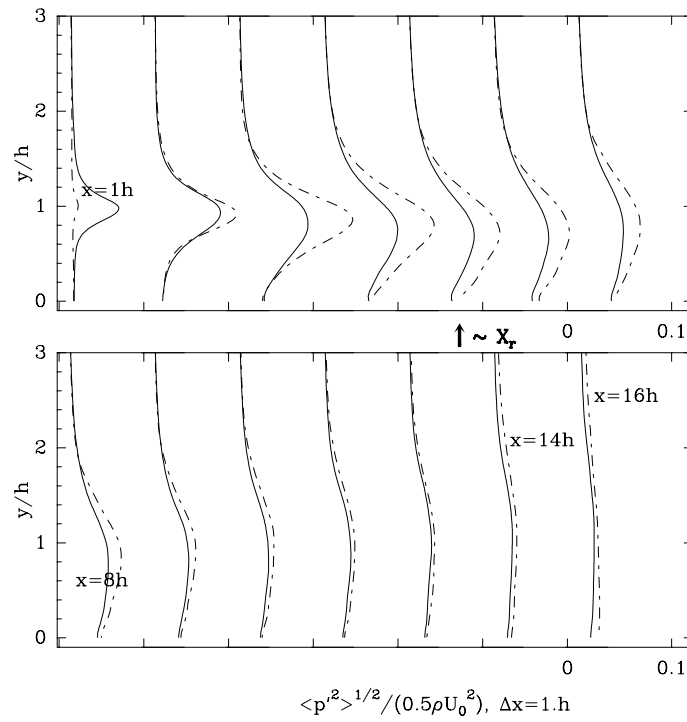 3
2
y/h
x=1h
1
0
0
0.1
↑ ~ Xr
3
x=16h
2
x=14h
y/h
1
x=8h
0
0
0.1
<p'²>^1/2/(0.5ρU₀²), Δx=1.h